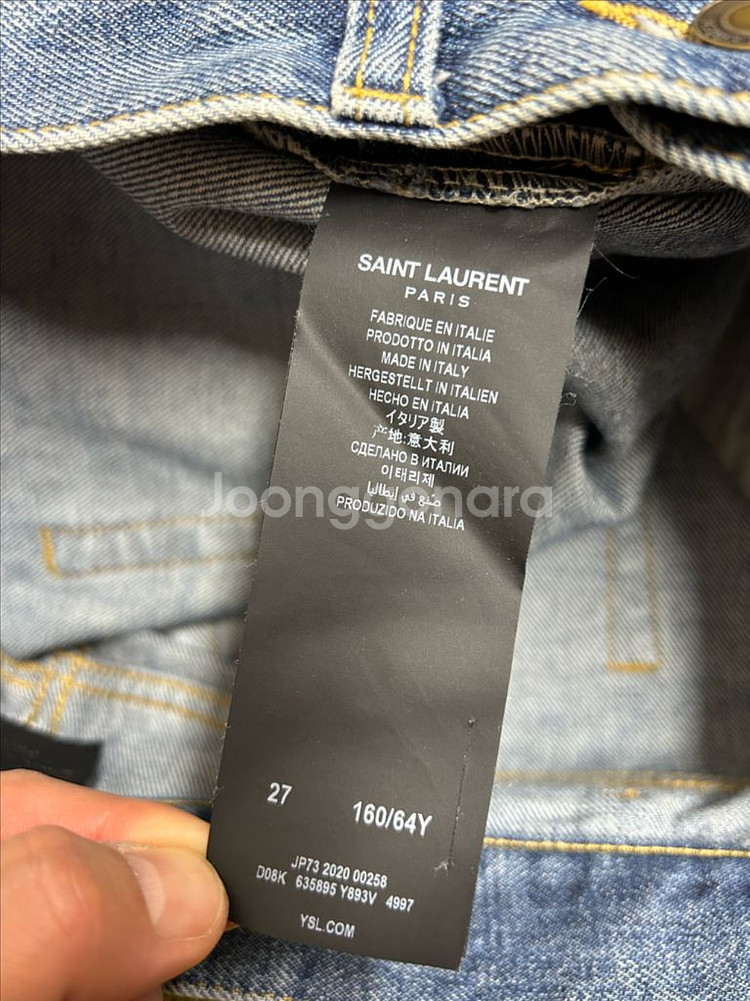 SAINT LAURENT
PARIS
FABRIQUE EN ITALIE
PRODOTTO IN ITALIA
MADE IN ITALY
HERGESTELLT IN ITALIEN
HECHO EN ITALIA
イタリア製
产地:意大利
СДЕЛАНО В ИТАЛИИ
이태리제
صنع في إيطاليا
Joonggonara
PRODUZIDO NA ITALIA
27 160/64Y
JP73 2020 00258
D08K 635895 Y893V 4997
YSL.COM